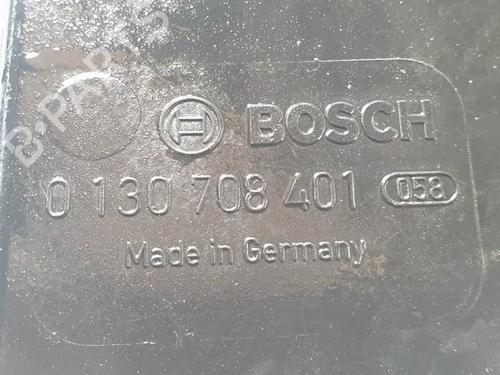 B-PARTS
BOSCH
0 130 708 401 058
Made in Germany